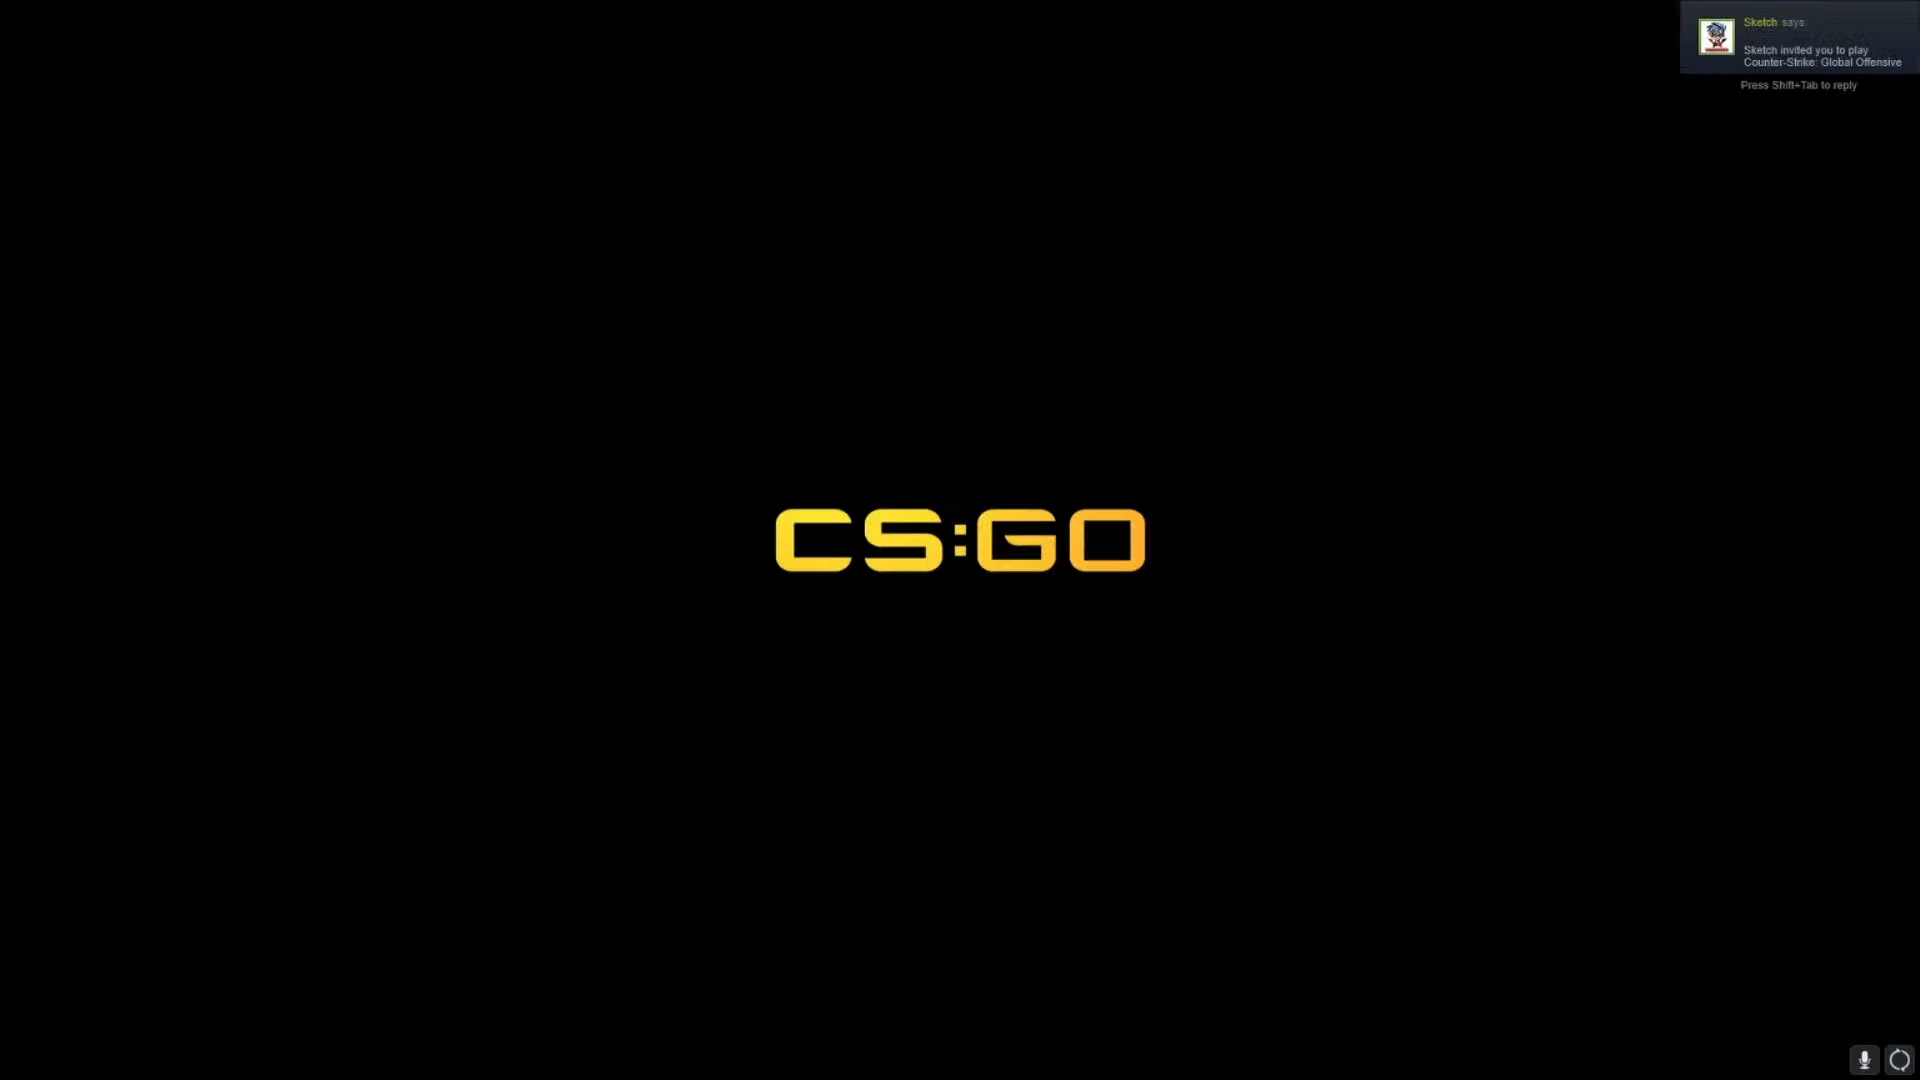 Sketch says:
Sketch invited you to play
Counter-Strike: Global Offensive
Press Shift+Tab to reply
CS:GO